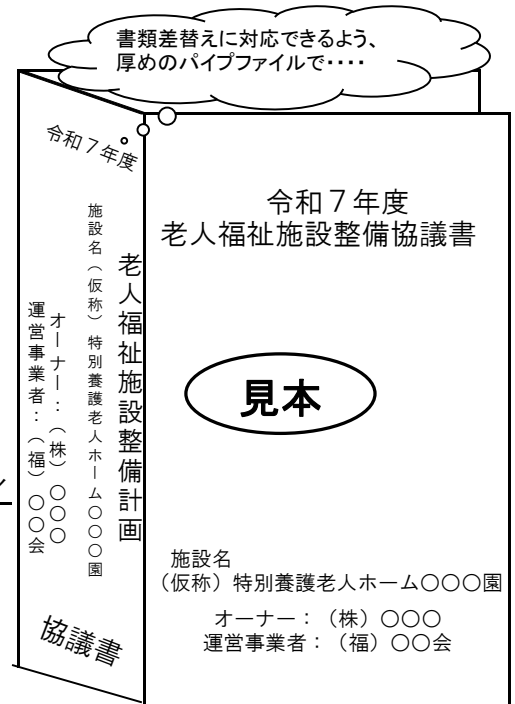 書類差替えに対応できるよう、
厚めのパイプファイルで・・・・
令和７年度
老人福祉施設整備計画
施設名（仮称）特別養護老人ホーム〇〇〇園
オーナー：（株）〇〇〇
運営事業者：（福）〇〇会
協議書
令和７年度
老人福祉施設整備協議書
見本
施設名
（仮称）特別養護老人ホーム〇〇〇園
オーナー：（株）〇〇〇
運営事業者：（福）〇〇会